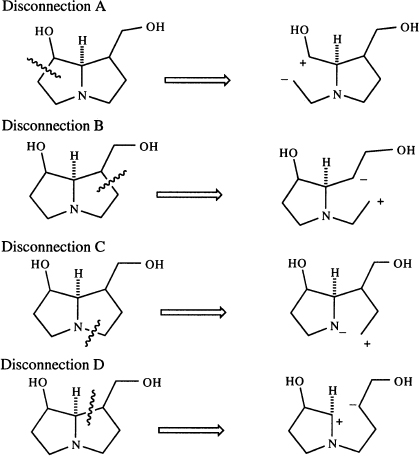 Disconnection A
HO H OH HO H OH
+
−
N N
Disconnection B
HO H OH HO H OH
−
N N +
Disconnection C
HO H OH HO H OH
N N−
+
Disconnection D
HO H OH HO H OH
−
+
N N